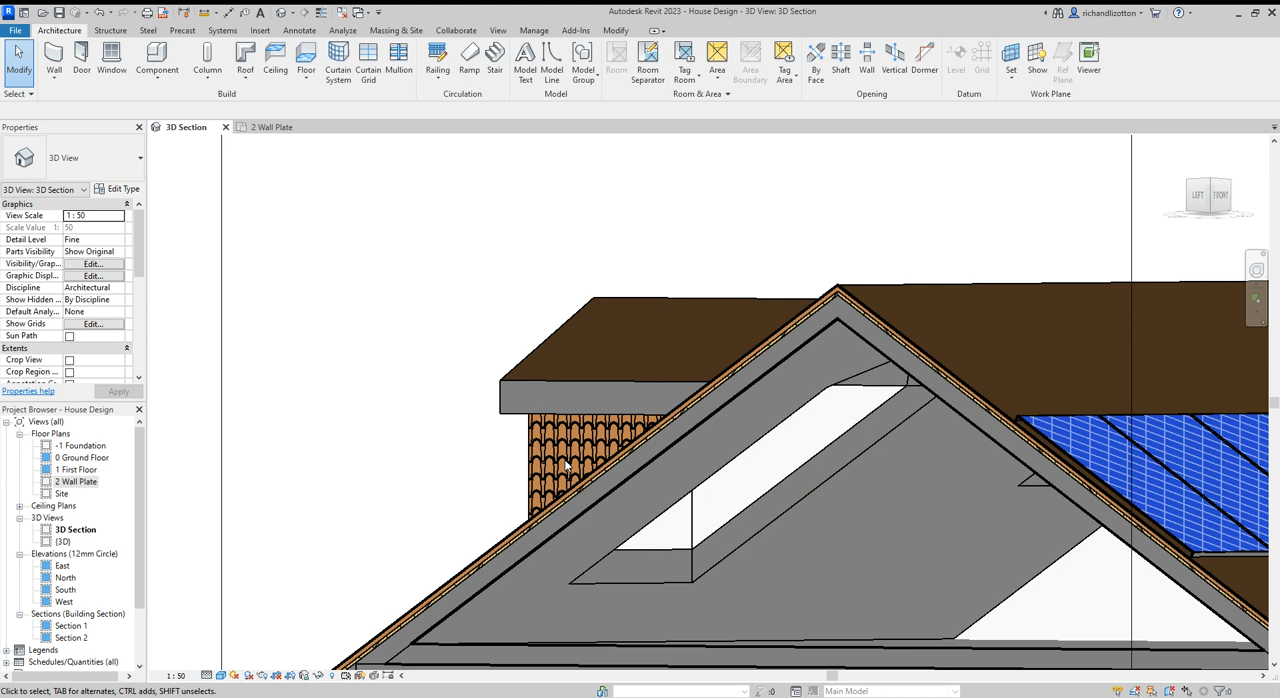 Autodesk Revit 2023 - House Design - 3D View: 3D Section
richandlizotton
File Architecture Structure Steel Precast Systems Insert Annotate Analyze Massing & Site Collaborate View Manage Add-Ins Modify
Modify Wall Door Window Component Column Roof Ceiling Floor Curtain System Curtain Grid Mullion Railing Ramp Stair Model Text Model Line Model Group Room Room Separator Tag Room Area Area Boundary Tag Area By Face Shaft Wall Vertical Dormer Level Grid Set Show Ref Plane Viewer
Select Build Circulation Model Room & Area Opening Datum Work Plane
Properties
3D Section
2 Wall Plate
3D View
3D View: 3D Section Edit Type
Graphics
View Scale 1 : 50
Scale Value 1: 50
Detail Level Fine
Parts Visibility Show Original
Visibility/Grap... Edit...
Graphic Displ... Edit...
Discipline Architectural
Show Hidden ... By Discipline
Default Analy... None
Show Grids Edit...
Sun Path
Extents
Crop View
Crop Region ...
Properties help Apply
Project Browser - House Design
Views (all)
Floor Plans
-1 Foundation
0 Ground Floor
1 First Floor
2 Wall Plate
Site
Ceiling Plans
3D Views
3D Section
{3D}
Elevations (12mm Circle)
East
North
South
West
Sections (Building Section)
Section 1
Section 2
Legends
Schedules/Quantities (all)
LEFT FRONT
1 : 50
Click to select, TAB for alternates, CTRL adds, SHIFT unselects.
:0
Main Model
:0